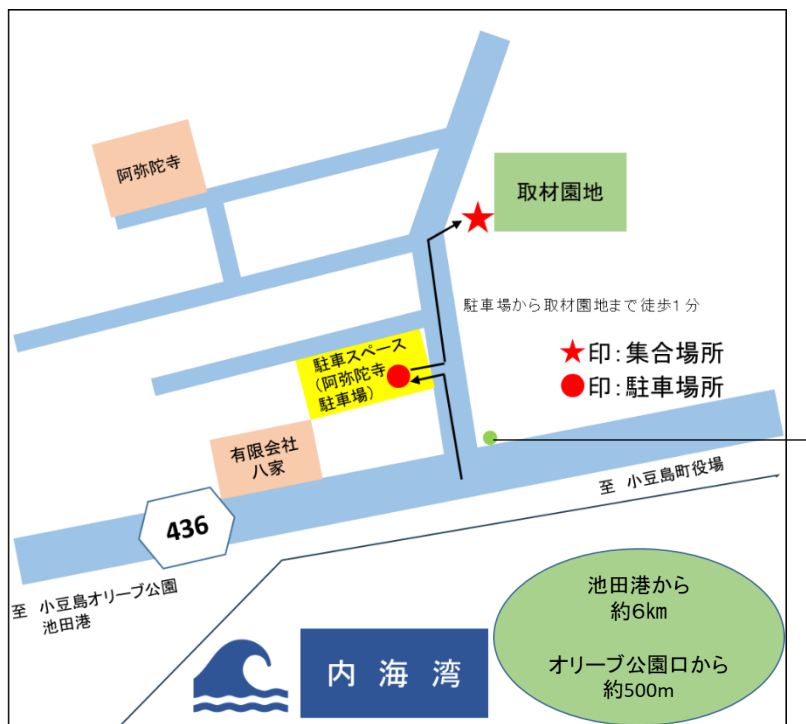 阿弥陀寺
取材園地
駐車場から取材園地まで徒歩1分
★印:集合場所
●印:駐車場所
駐車スペース
(阿弥陀寺
駐車場)
有限会社
八家
至 小豆島町役場
436
至 小豆島オリーブ公園
池田港
池田港から
約6km
オリーブ公園口から
約500m
内海湾